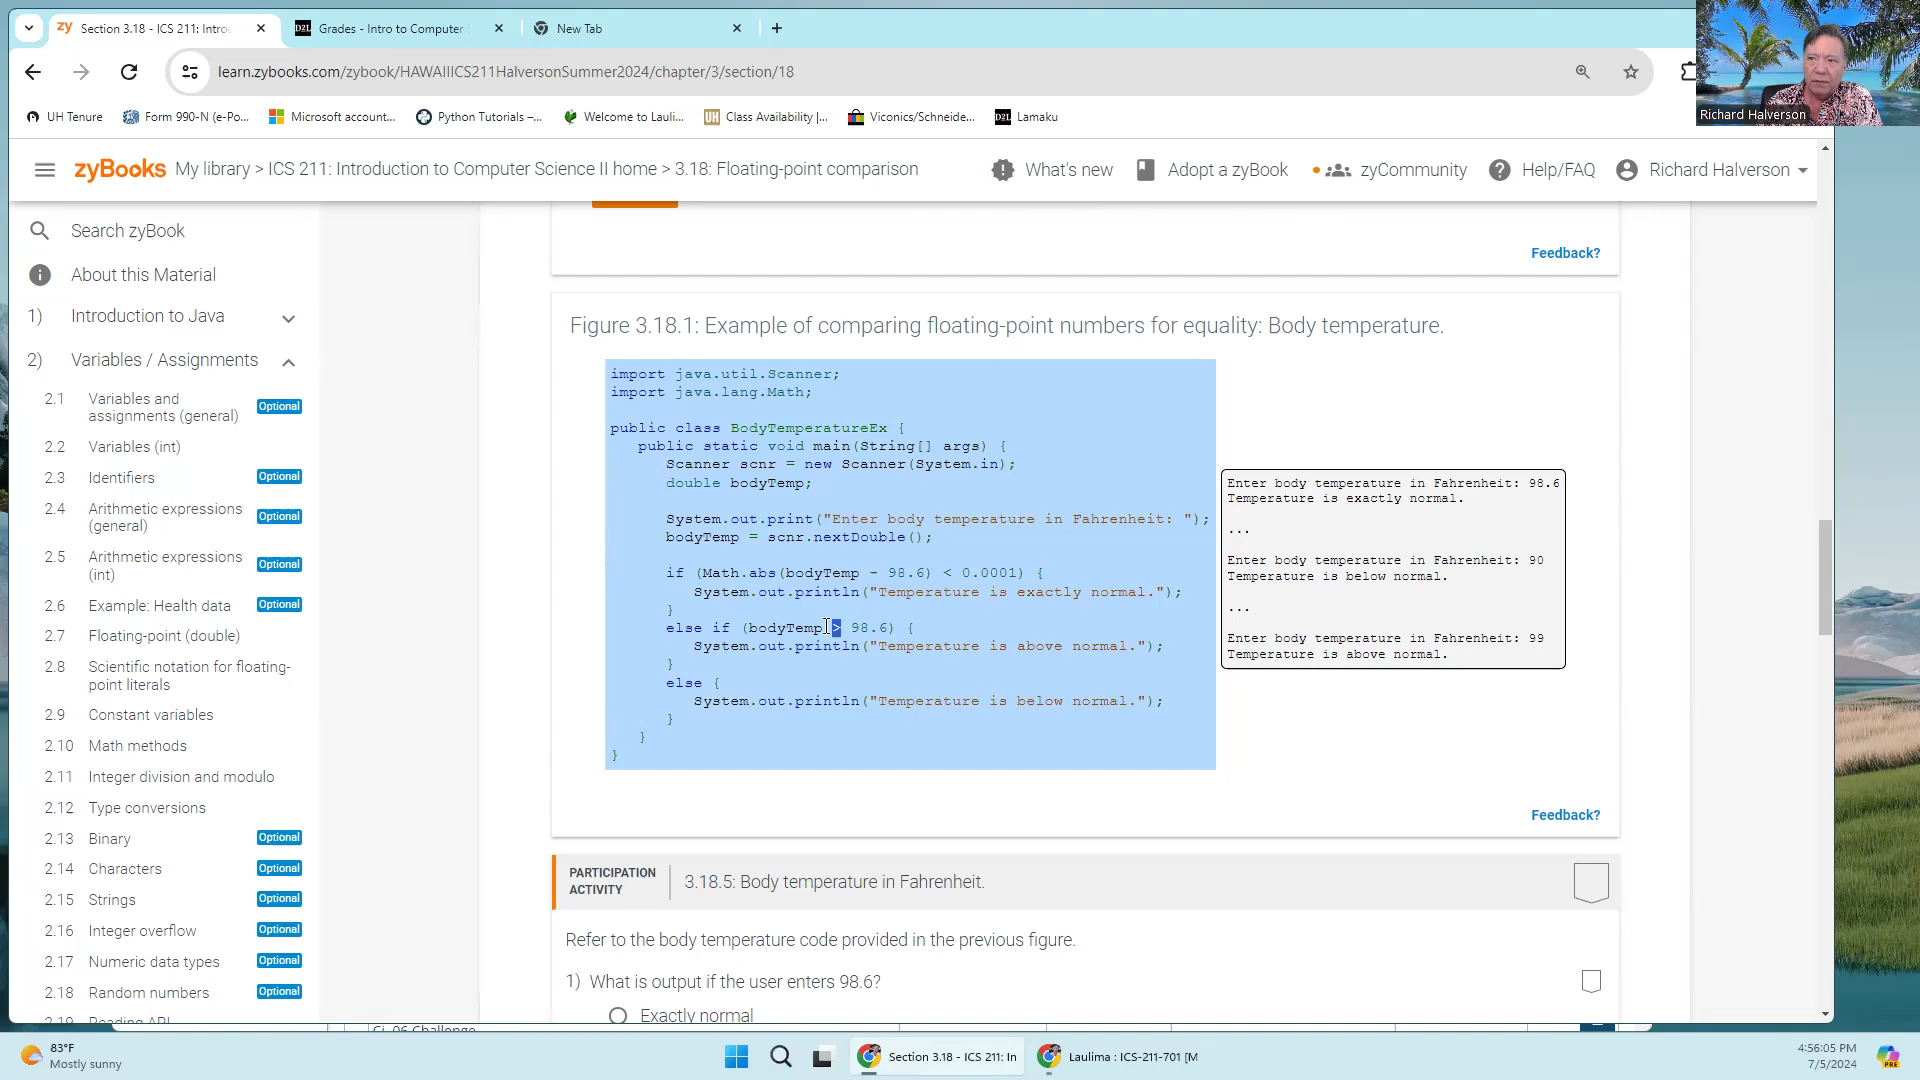 zy Section 3.18 - ICS 211: Intro
D2L Grades - Intro to Computer
New Tab
learn.zybooks.com/zybook/HAWAIIICS211HalversonSummer2024/chapter/3/section/18
UH Tenure
Form 990-N (e-Po...
Microsoft account...
Python Tutorials –...
Welcome to Lauli...
UH Class Availability |...
Viconics/Schneide...
D2L Lamaku
Richard Halverson
zyBooks My library > ICS 211: Introduction to Computer Science II home > 3.18: Floating-point comparison
What's new
Adopt a zyBook
zyCommunity
Help/FAQ
Richard Halverson
Search zyBook
About this Material
1) Introduction to Java
2) Variables / Assignments
2.1 Variables and
assignments (general) Optional
2.2 Variables (int)
2.3 Identifiers Optional
2.4 Arithmetic expressions
(general) Optional
2.5 Arithmetic expressions
(int) Optional
2.6 Example: Health data Optional
2.7 Floating-point (double)
2.8 Scientific notation for floating-
point literals
2.9 Constant variables
2.10 Math methods
2.11 Integer division and modulo
2.12 Type conversions
2.13 Binary Optional
2.14 Characters Optional
2.15 Strings Optional
2.16 Integer overflow Optional
2.17 Numeric data types Optional
2.18 Random numbers Optional
Feedback?
Figure 3.18.1: Example of comparing floating-point numbers for equality: Body temperature.
import java.util.Scanner;
import java.lang.Math;
public class BodyTemperatureEx {
public static void main(String[] args) {
Scanner scnr = new Scanner(System.in);
double bodyTemp;
System.out.print("Enter body temperature in Fahrenheit: ");
bodyTemp = scnr.nextDouble();
if (Math.abs(bodyTemp - 98.6) < 0.0001) {
System.out.println("Temperature is exactly normal.");
}
else if (bodyTemp > 98.6) {
System.out.println("Temperature is above normal.");
}
else {
System.out.println("Temperature is below normal.");
}
}
}
Enter body temperature in Fahrenheit: 98.6
Temperature is exactly normal.
...
Enter body temperature in Fahrenheit: 90
Temperature is below normal.
...
Enter body temperature in Fahrenheit: 99
Temperature is above normal.
Feedback?
PARTICIPATION
ACTIVITY
3.18.5: Body temperature in Fahrenheit.
Refer to the body temperature code provided in the previous figure.
1) What is output if the user enters 98.6?
Exactly normal
83°F
Mostly sunny
Section 3.18 - ICS 211: In
Laulima : ICS-211-701 [M
4:56:05 PM
7/5/2024
PRE